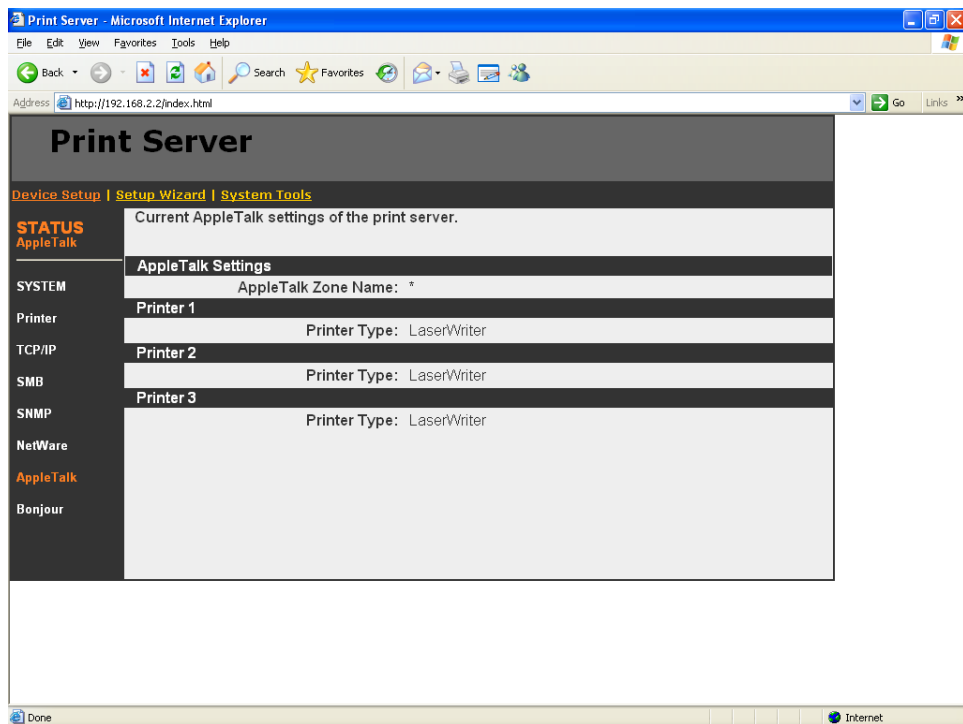 Print Server - Microsoft Internet Explorer
File Edit View Favorites Tools Help
Back Search Favorites
Address http://192.168.2.2/index.html Go Links »
Print Server
Device Setup | Setup Wizard | System Tools
STATUS
AppleTalk
SYSTEM
Printer
TCP/IP
SMB
SNMP
NetWare
AppleTalk
Bonjour
Current AppleTalk settings of the print server.
AppleTalk Settings
AppleTalk Zone Name: *
Printer 1
Printer Type: LaserWriter
Printer 2
Printer Type: LaserWriter
Printer 3
Printer Type: LaserWriter
Done Internet